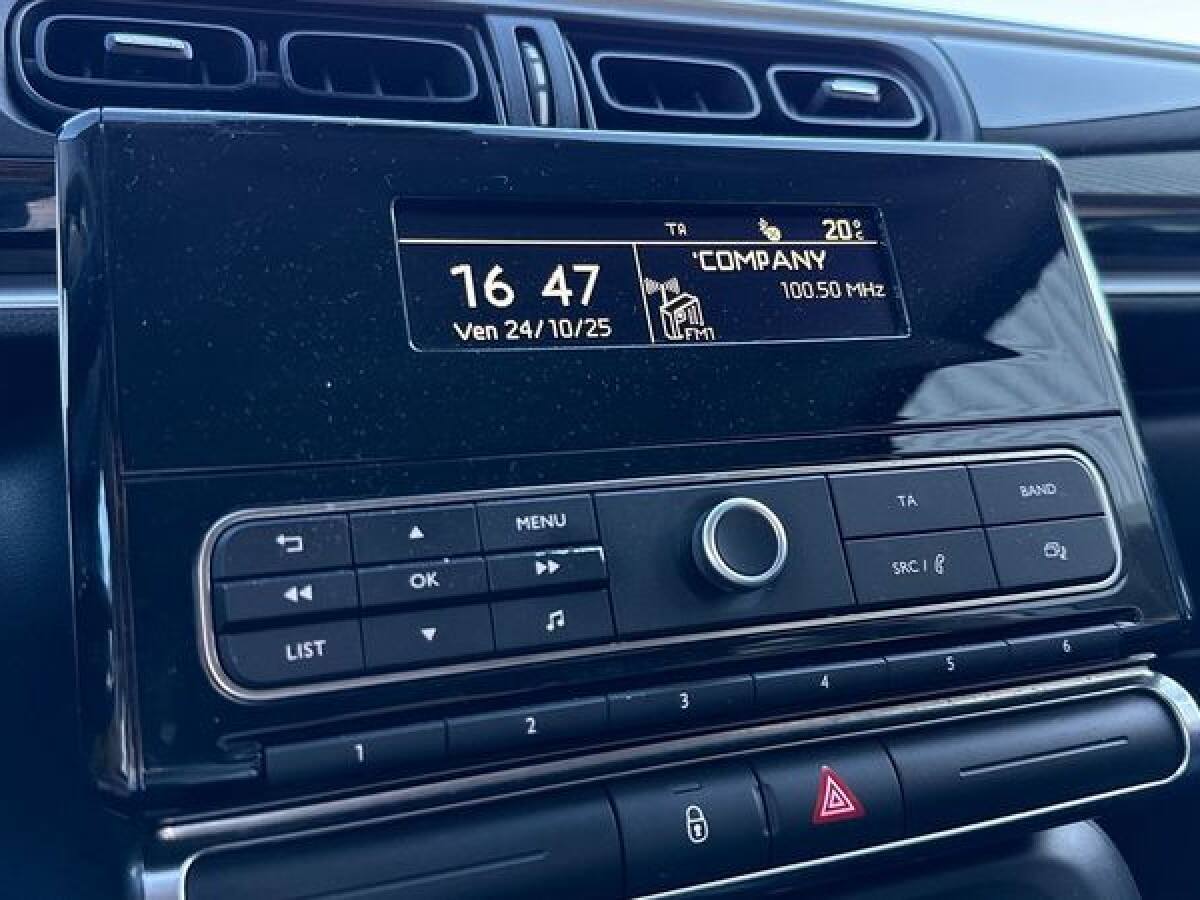 TA 20°C
16 47
Ven 24/10/25
'COMPANY
100.50 MHz
FM1
MENU
OK
LIST
TA
BAND
SRC /
1
2
3
4
5
6